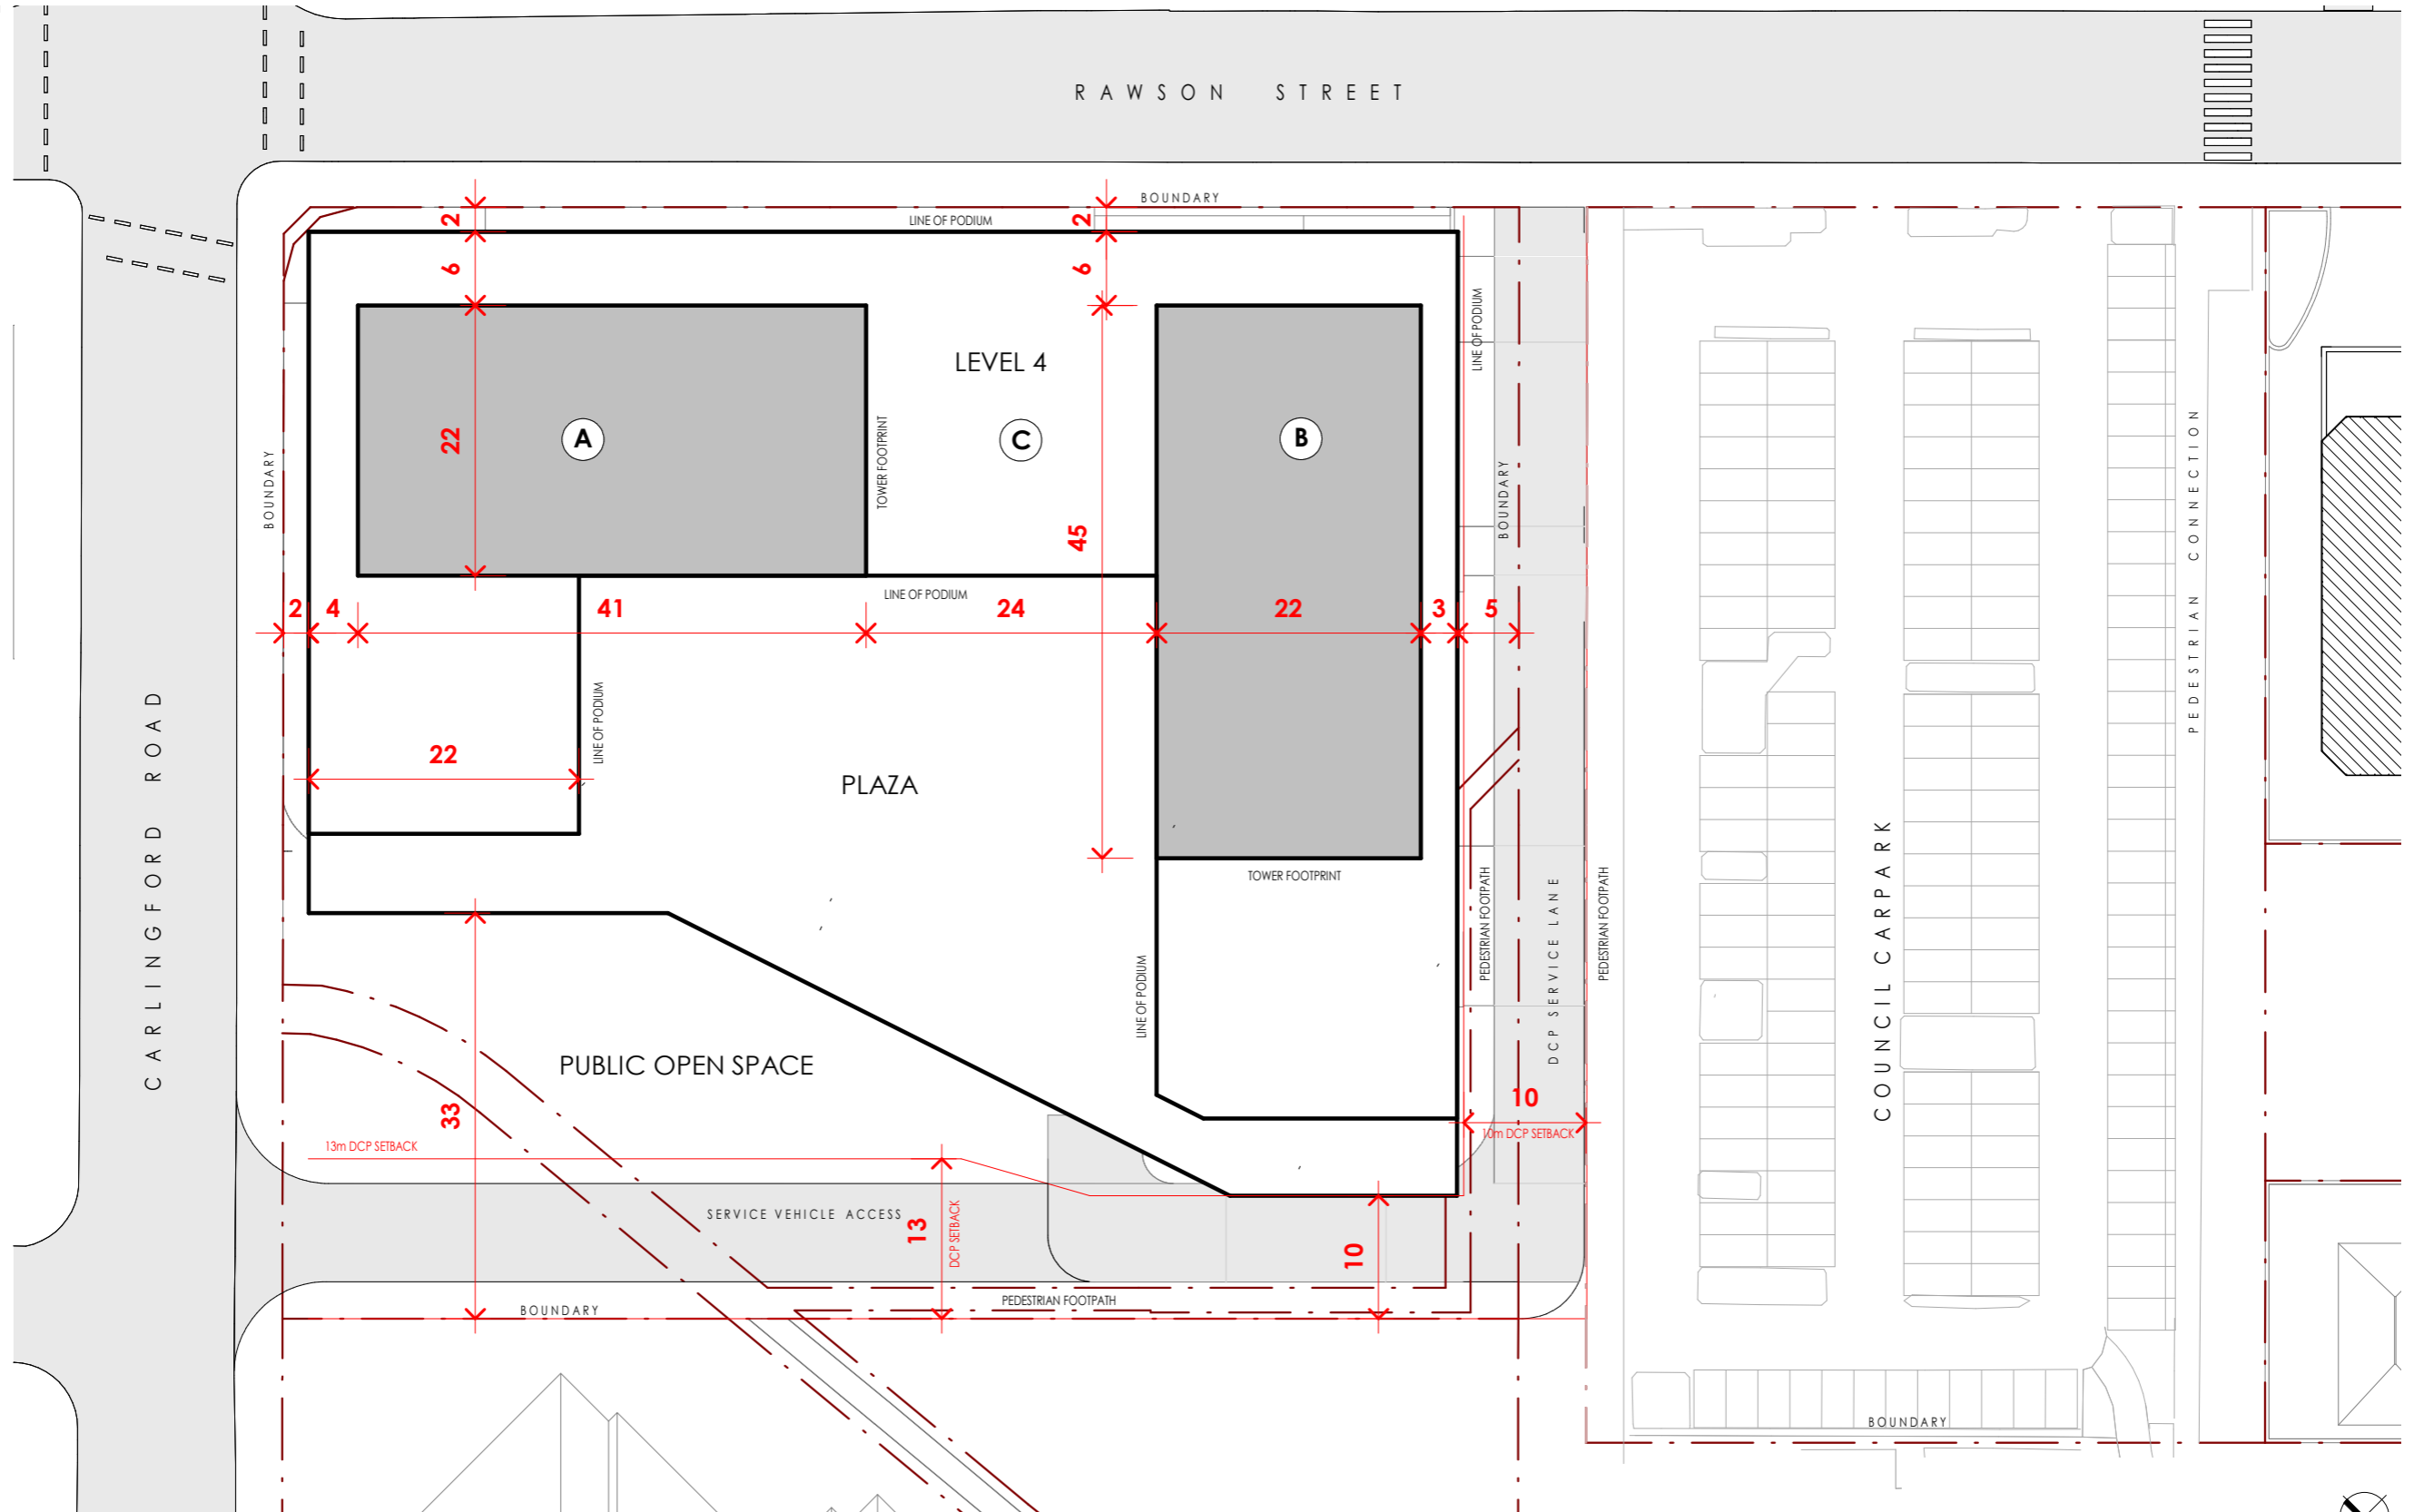 RAWSON STREET
BOUNDARY
LINE OF PODIUM
2
2
6
6
LEVEL 4
LINE OF PODIUM
22
A
TOWER FOOTPRINT
C
B
BOUNDARY
BOUNDARY
45
PEDESTRIAN CONNECTION
LINE OF PODIUM
2
4
41
24
22
3
5
LINE OF PODIUM
22
PLAZA
CARLINGFORD ROAD
TOWER FOOTPRINT
PEDESTRIAN FOOTPATH
DCP SERVICE LANE
PEDESTRIAN FOOTPATH
COUNCIL CARPARK
LINE OF PODIUM
PUBLIC OPEN SPACE
33
10
10m DCP SETBACK
13m DCP SETBACK
SERVICE VEHICLE ACCESS
13
DCP SETBACK
10
PEDESTRIAN FOOTPATH
BOUNDARY
BOUNDARY